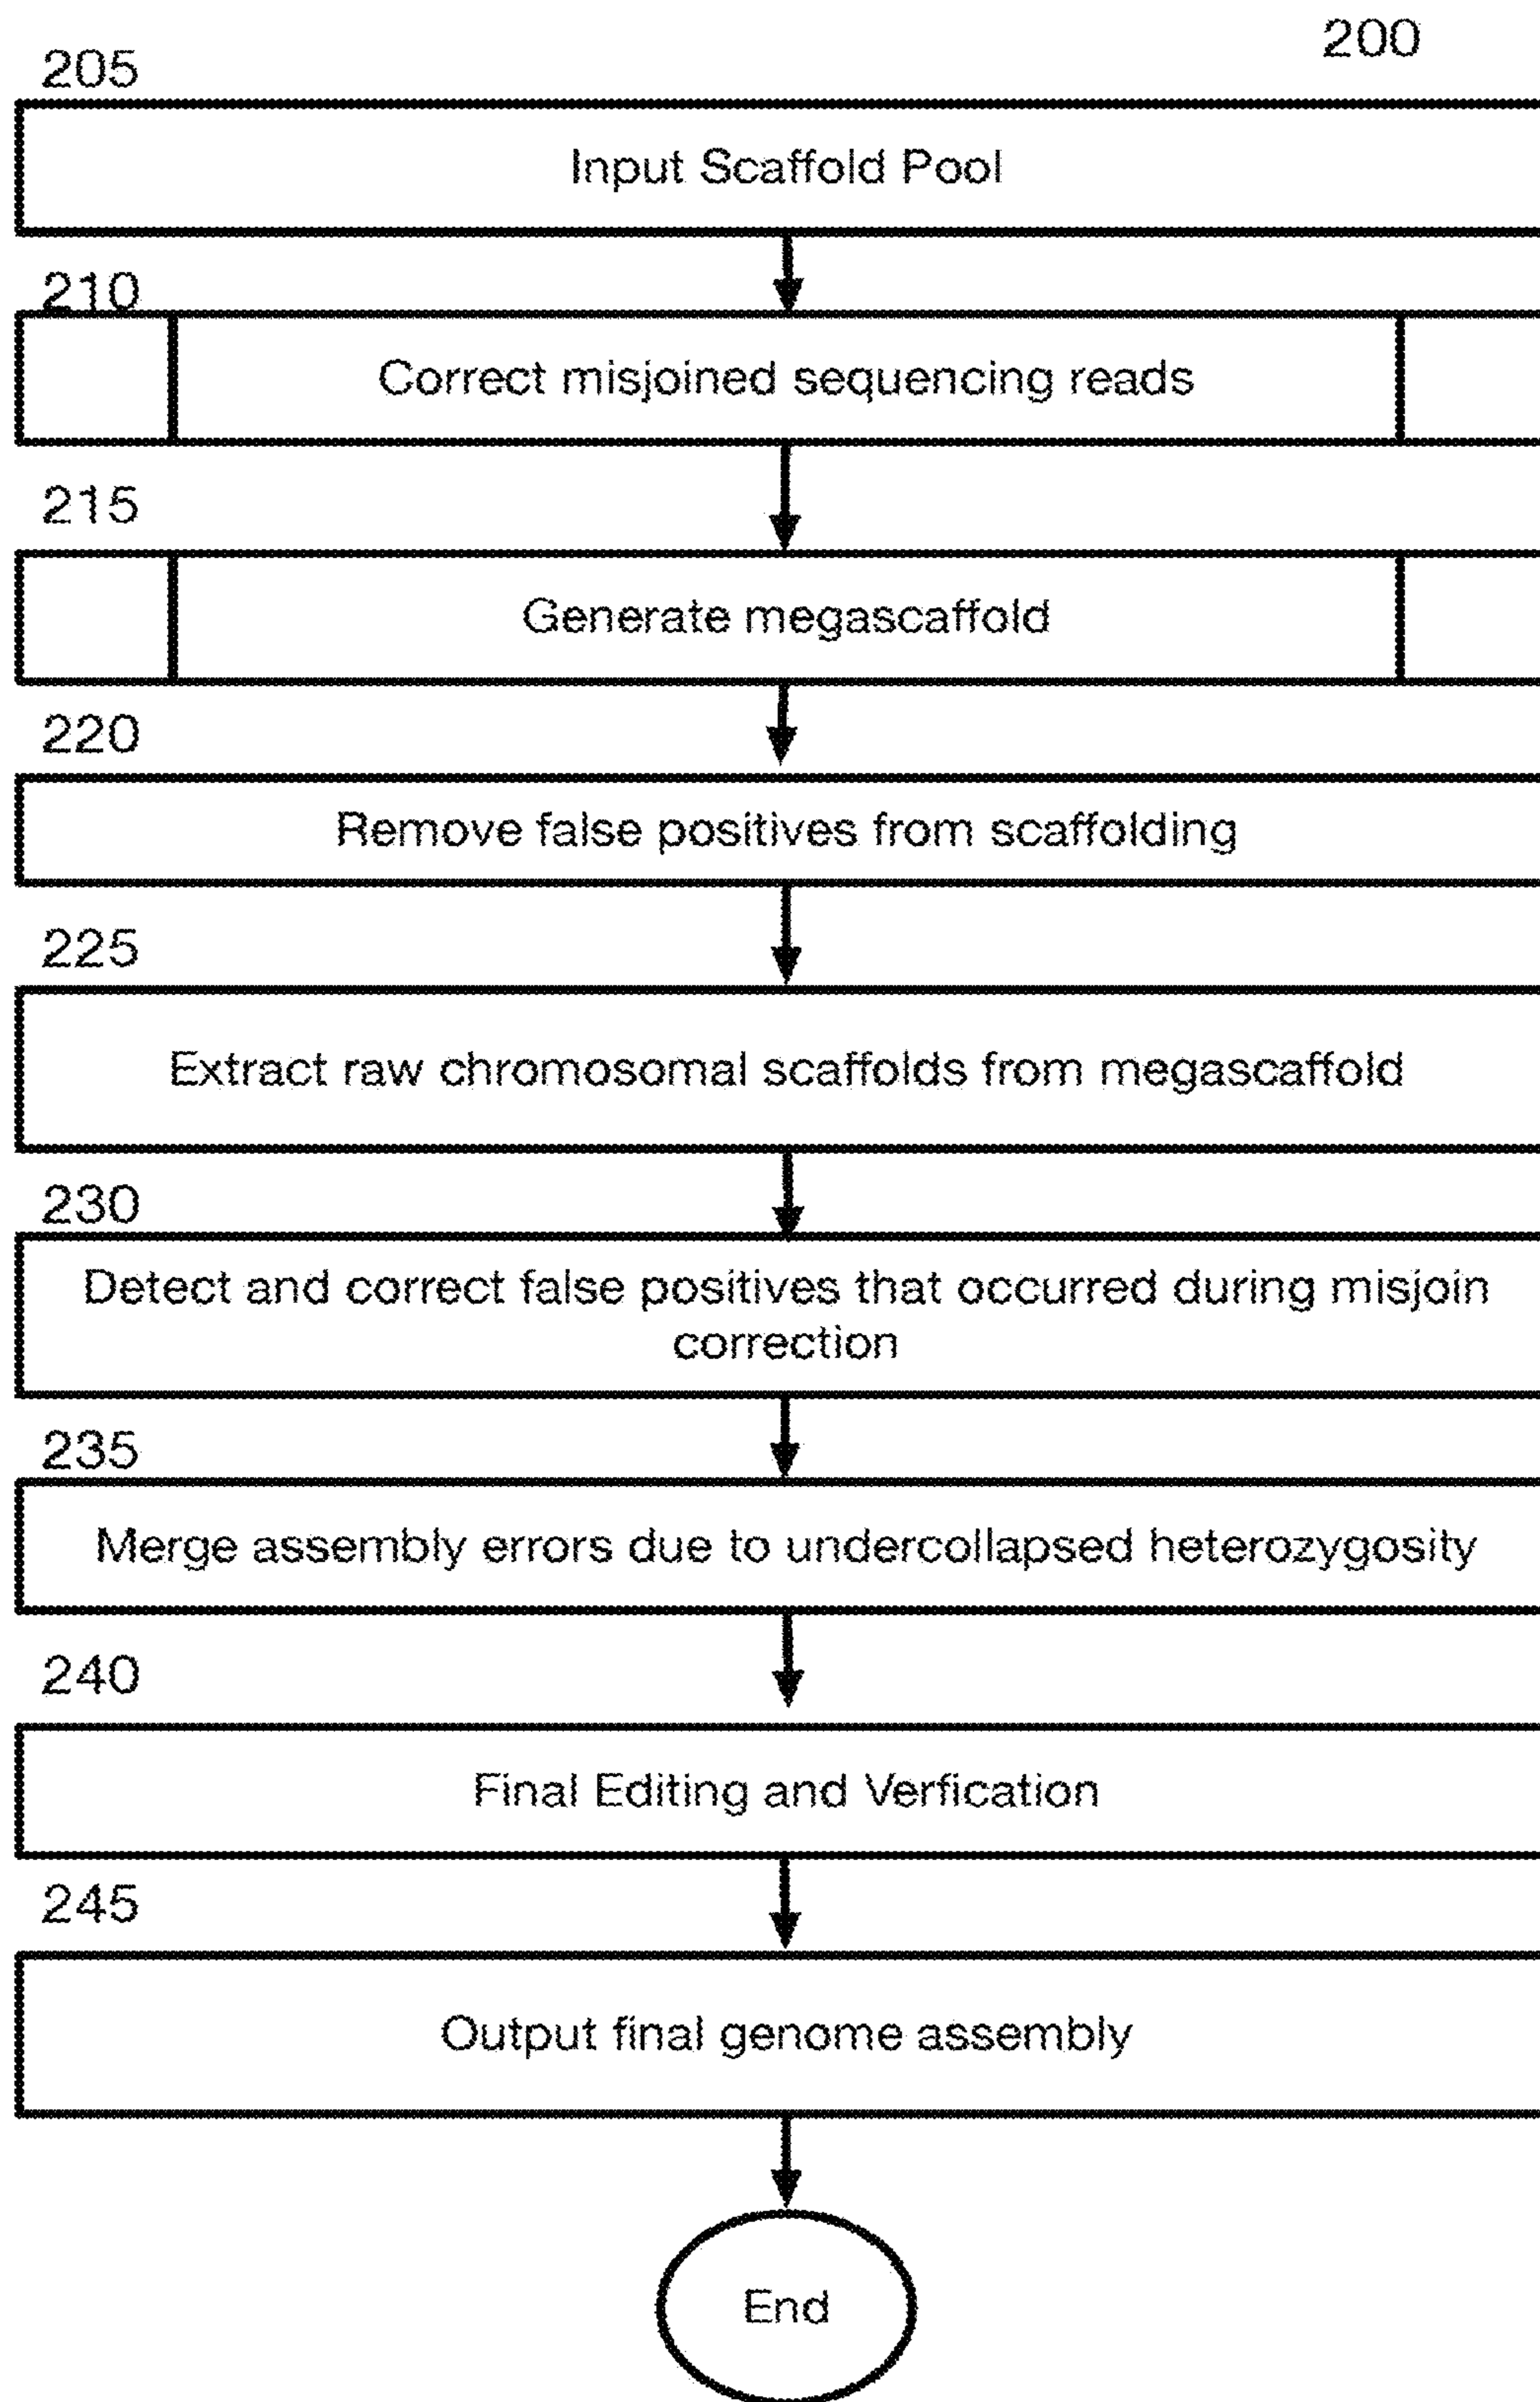 200
205
Input Scaffold Pool
210
Correct misjoined sequencing reads
215
Generate megascaffold
220
Remove false positives from scaffolding
225
Extract raw chromosomal scaffolds from megascaffold
230
Detect and correct false positives that occurred during misjoin
correction
235
Merge assembly errors due to undercollapsed heterozygosity
240
Final Editing and Verfication
245
Output final genome assembly
End